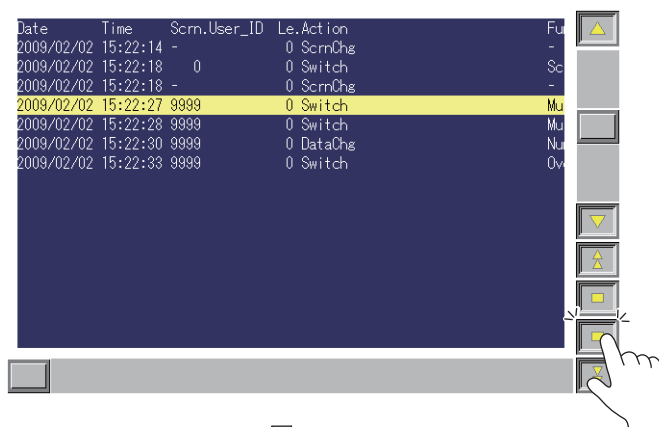 Date Time Scrn.User_ID Le.Action Fu
2009/02/02 15:22:14 - 0 ScrnChg -
2009/02/02 15:22:18 0 0 Switch Sc
2009/02/02 15:22:18 - 0 ScrnChg -
2009/02/02 15:22:27 9999 0 Switch Mu
2009/02/02 15:22:28 9999 0 Switch Mu
2009/02/02 15:22:30 9999 0 DataChg Nu
2009/02/02 15:22:33 9999 0 Switch Ov